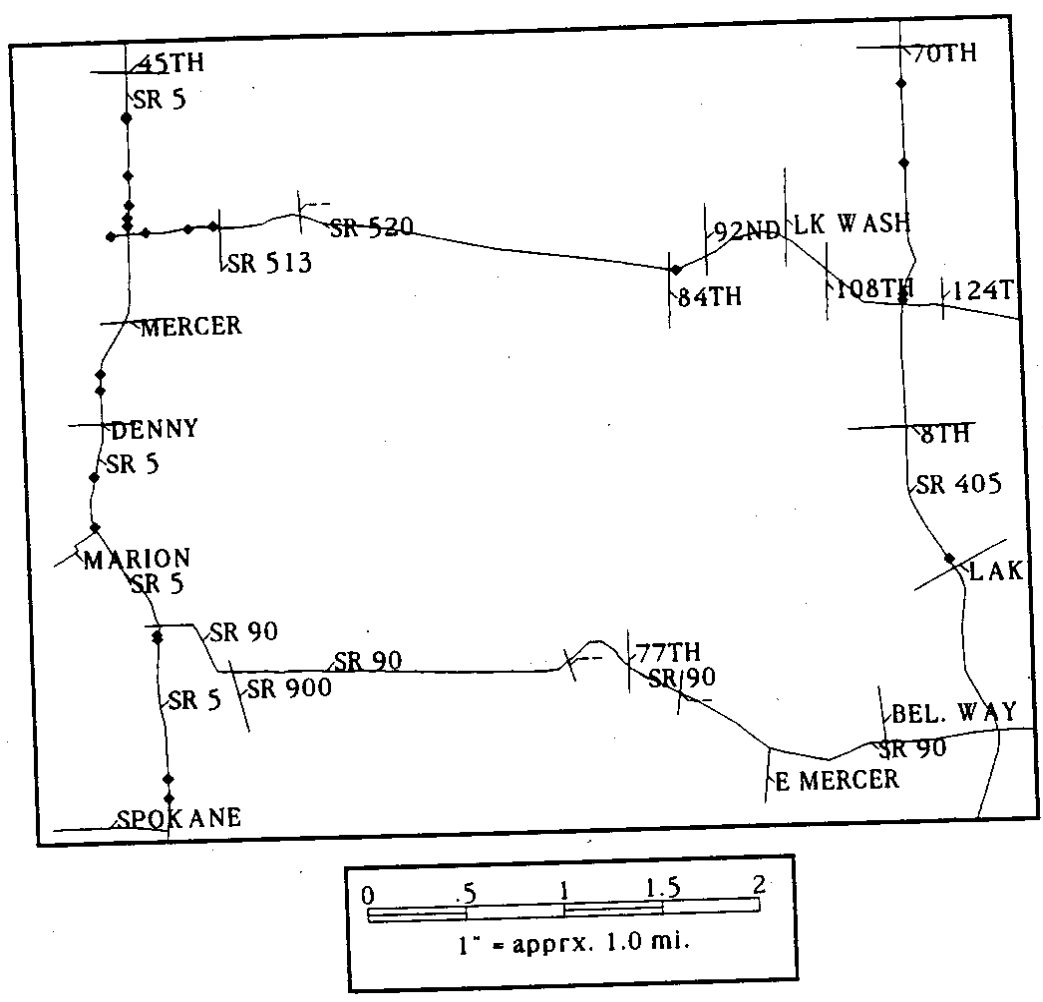 45TH
70TH
SR 5
SR 520
92ND
LK WASH
SR 513
84TH
108TH
124T
MERCER
DENNY
8TH
SR 5
SR 405
MARION
LAK
SR 5
SR 90
SR 90
77TH
SR 90
SR 900
SR 5
BEL. WAY
SR 90
E MERCER
SPOKANE
0 .5 1 1.5 2
1" = apprx. 1.0 mi.